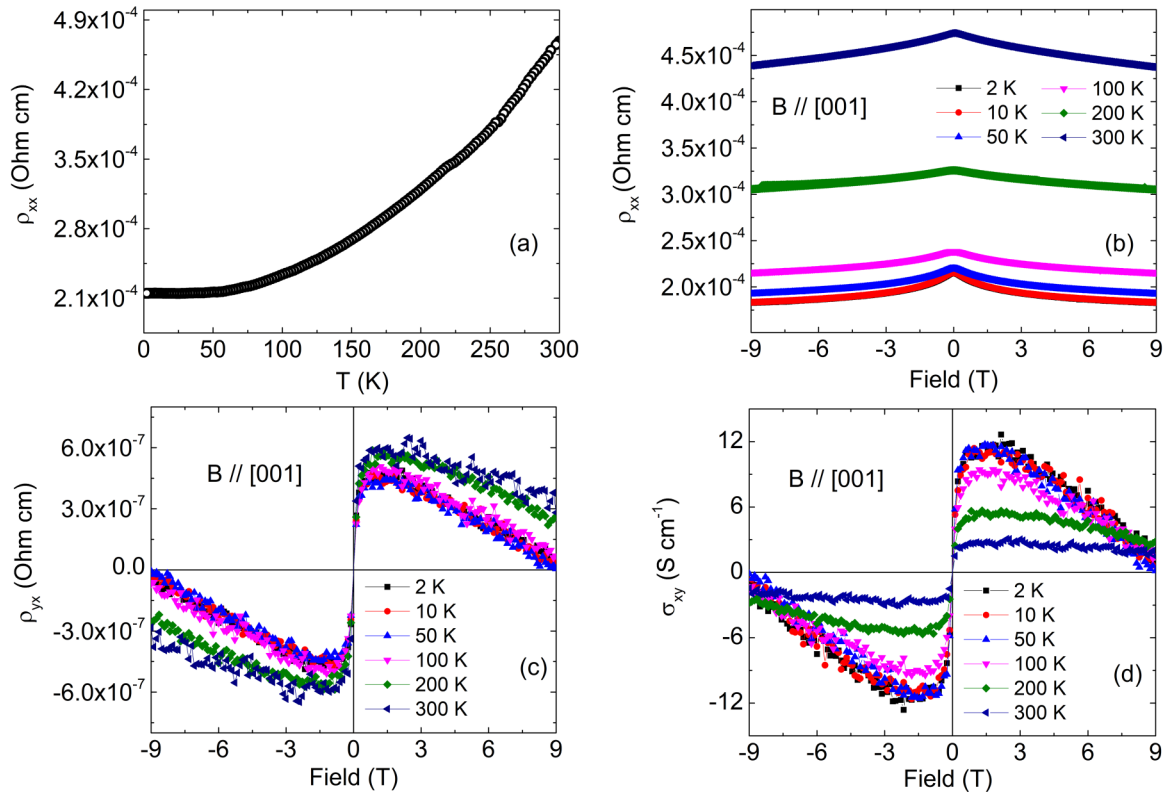 4.9x10⁻⁴
4.2x10⁻⁴
3.5x10⁻⁴
2.8x10⁻⁴
2.1x10⁻⁴
ρxx (Ohm cm)
(a)
0 50 100 150 200 250 300
T (K)
4.5x10⁻⁴
4.0x10⁻⁴
3.5x10⁻⁴
3.0x10⁻⁴
2.5x10⁻⁴
2.0x10⁻⁴
ρxx (Ohm cm)
B // [001]
2 K
10 K
50 K
100 K
200 K
300 K
(b)
-9 -6 -3 0 3 6 9
Field (T)
6.0x10⁻⁷
3.0x10⁻⁷
0.0
-3.0x10⁻⁷
-6.0x10⁻⁷
ρyx (Ohm cm)
B // [001]
2 K
10 K
50 K
100 K
200 K
300 K
(c)
-9 -6 -3 0 3 6 9
Field (T)
12
6
0
-6
-12
σxy (S cm⁻¹)
B // [001]
2 K
10 K
50 K
100 K
200 K
300 K
(d)
-9 -6 -3 0 3 6 9
Field (T)